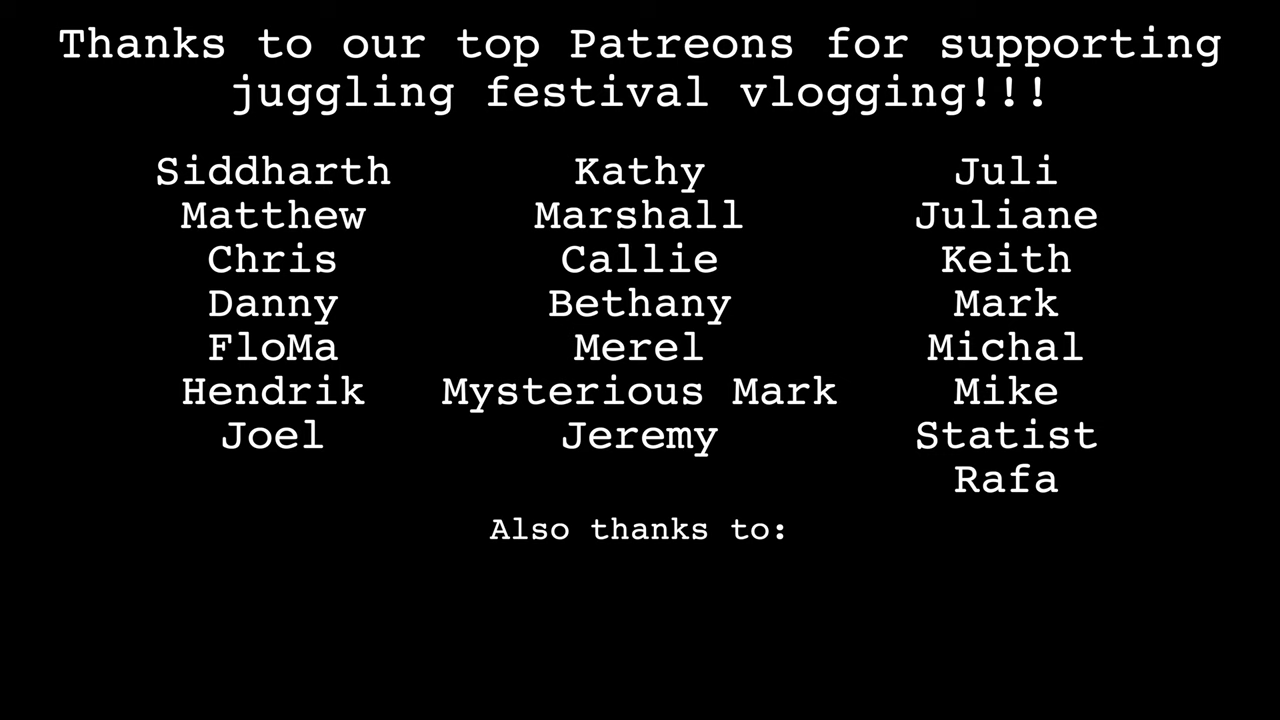 Thanks to our top Patreons for supporting
juggling festival vlogging!!!
Siddharth
Matthew
Chris
Danny
FloMa
Hendrik
Joel
Kathy
Marshall
Callie
Bethany
Merel
Mysterious Mark
Jeremy
Juli
Juliane
Keith
Mark
Michal
Mike
Statist
Rafa
Also thanks to: